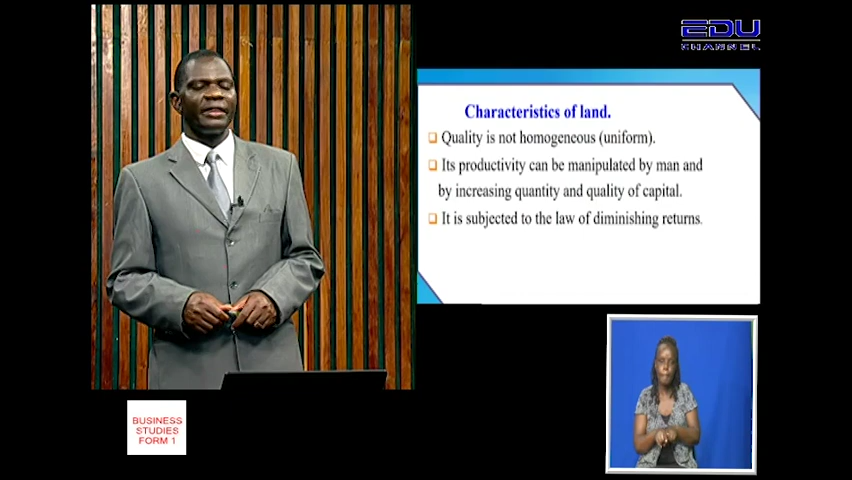 EDU
CHANNEL
Characteristics of land.
Quality is not homogeneous (uniform).
Its productivity can be manipulated by man and
by increasing quantity and quality of capital.
It is subjected to the law of diminishing returns.
BUSINESS
STUDIES
FORM 1